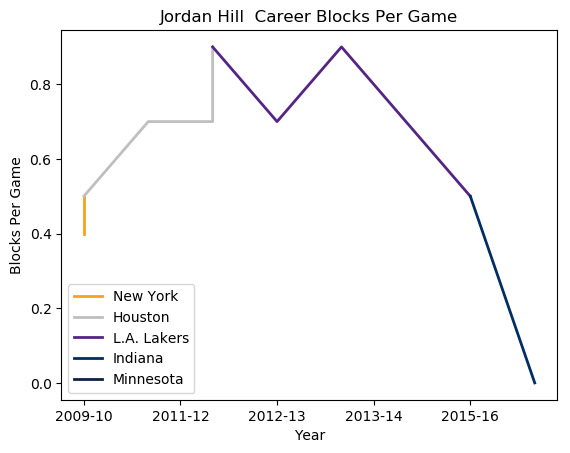 Jordan Hill  Career Blocks Per Game
Blocks Per Game
0.8
0.6
0.4
0.2
0.0
New York
Houston
L.A. Lakers
Indiana
Minnesota
2009-10 2011-12 2012-13 2013-14 2015-16
Year